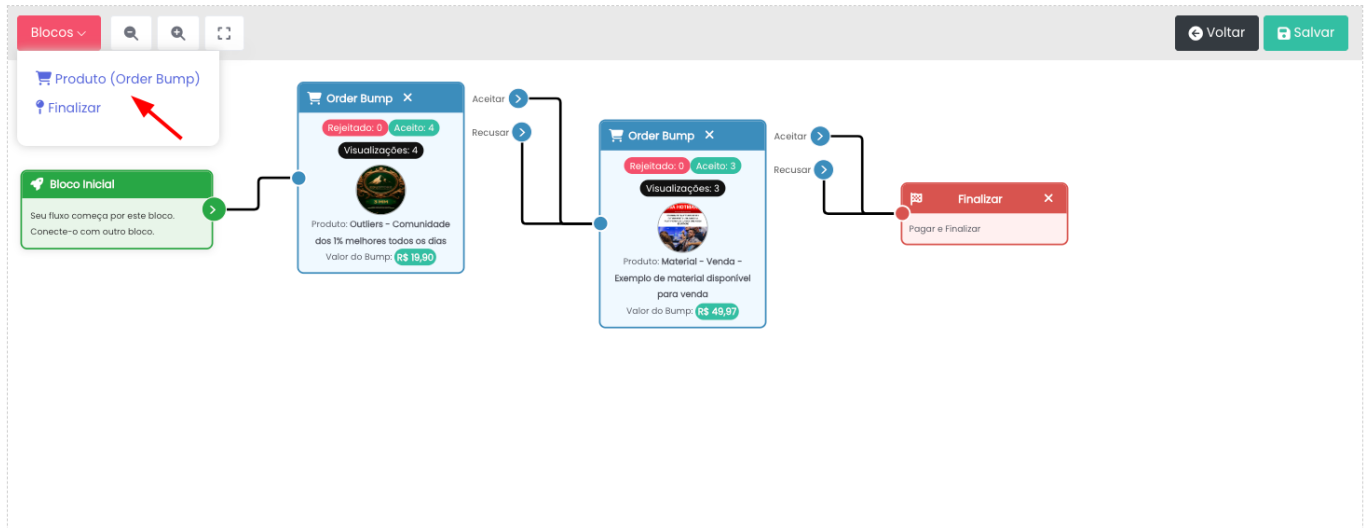 Blocos
Voltar
Salvar
Produto (Order Bump)
Finalizar
Bloco Inicial
Seu fluxo começa por este bloco.
Conecte-o com outro bloco.
Order Bump
Rejeitado: 0 Aceito: 4
Visualizações: 4
Produto: Outliers - Comunidade
dos 1% melhores todos os dias
Valor do Bump: R$ 19,90
Aceitar
Recusar
Order Bump
Rejeitado: 0 Aceito: 3
Visualizações: 3
Produto: Material - Venda -
Exemplo de material disponível
para venda
Valor do Bump: R$ 49,97
Aceitar
Recusar
Finalizar
Pagar e Finalizar